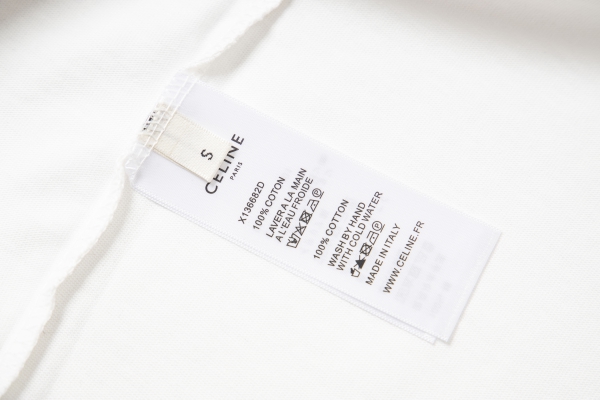 S
CELINE
PARIS
X136682D
100% COTON
LAVER A LA MAIN
A L'EAU FROIDE
100% COTTON
WASH BY HAND
WITH COLD WATER
MADE IN ITALY
WWW.CELINE.FR